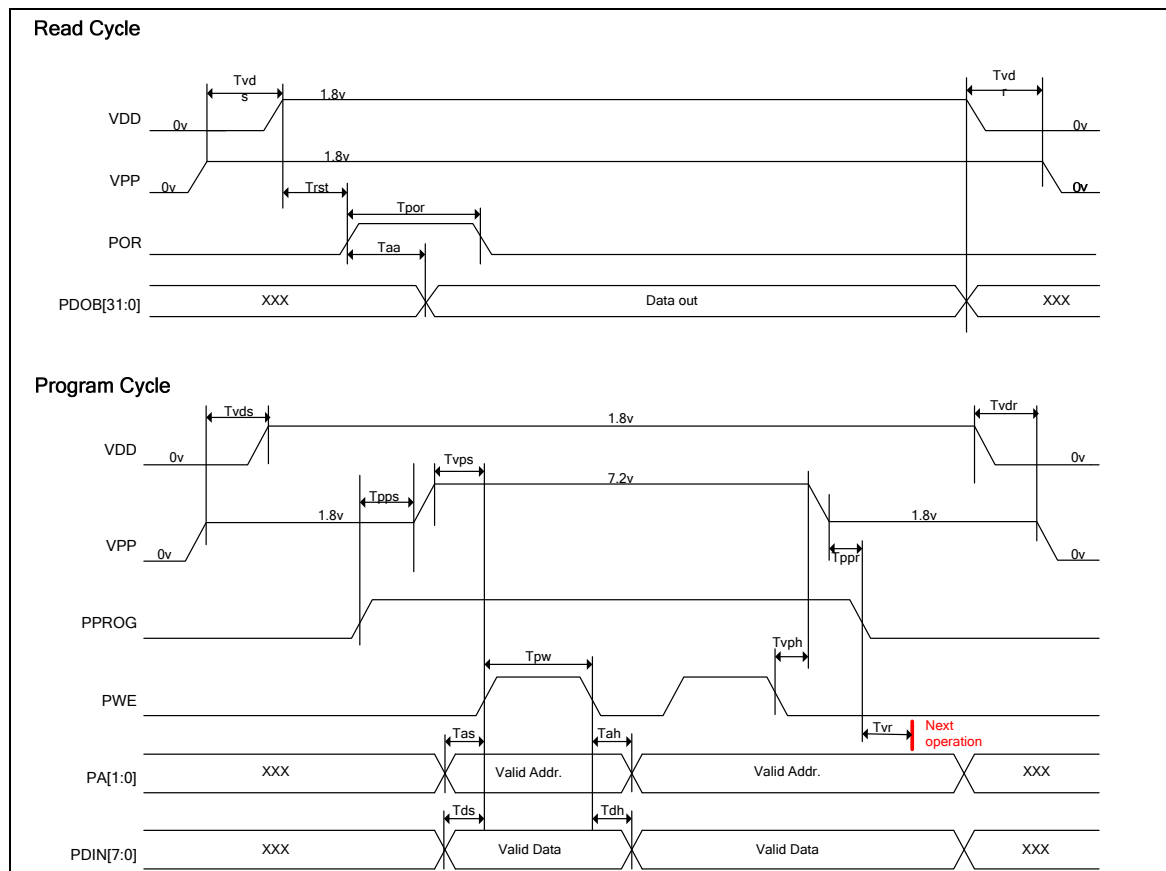 Read Cycle
Tvd
s
Tvd
r
VDD
0v
1.8v
0v
VPP
0v
1.8v
0v
Trst
Tpor
POR
Taa
PDOB[31:0]
XXX
Data out
XXX
Program Cycle
Tvds
Tvdr
VDD
0v
1.8v
0v
Tvps
Tpps
7.2v
VPP
0v
1.8v
1.8v
0v
Tppr
PPROG
Tvph
Tpw
PWE
Tvr
Next
operation
Tas
Tah
PA[1:0]
XXX
Valid Addr.
Valid Addr.
XXX
Tds
Tdh
PDIN[7:0]
XXX
Valid Data
Valid Data
XXX